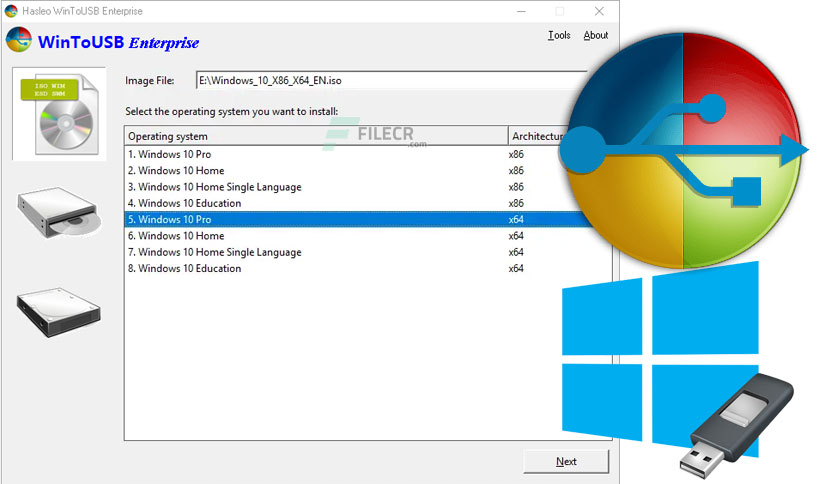 Hasleo WinToUSB Enterprise
WinToUSB Enterprise
Tools About
ISO WIM
ESD SWM
Image File: E:\Windows_10_X86_X64_EN.iso
Select the operating system you want to install:
FILECR
.com
Operating system Architecture
1. Windows 10 Pro x86
2. Windows 10 Home x86
3. Windows 10 Home Single Language x86
4. Windows 10 Education x86
5. Windows 10 Pro x64
6. Windows 10 Home x64
7. Windows 10 Home Single Language x64
8. Windows 10 Education x64
Next